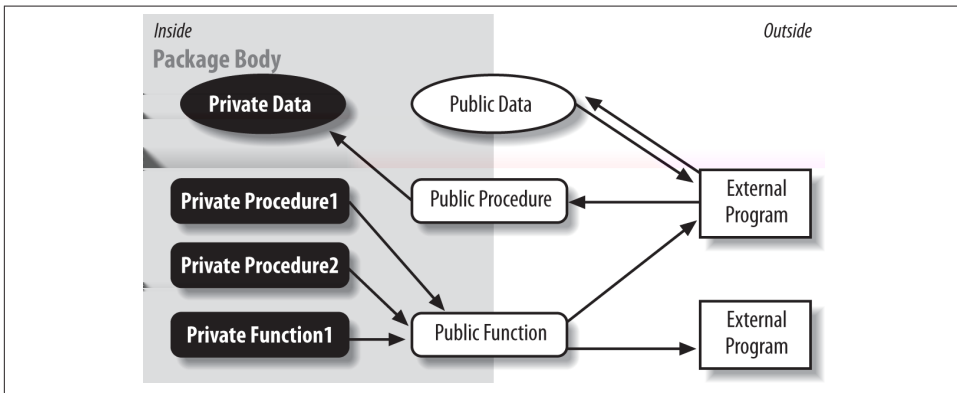 Inside
Outside
Package Body
Private Data
Public Data
Private Procedure1
Public Procedure
External
Program
Private Procedure2
Private Function1
Public Function
External
Program